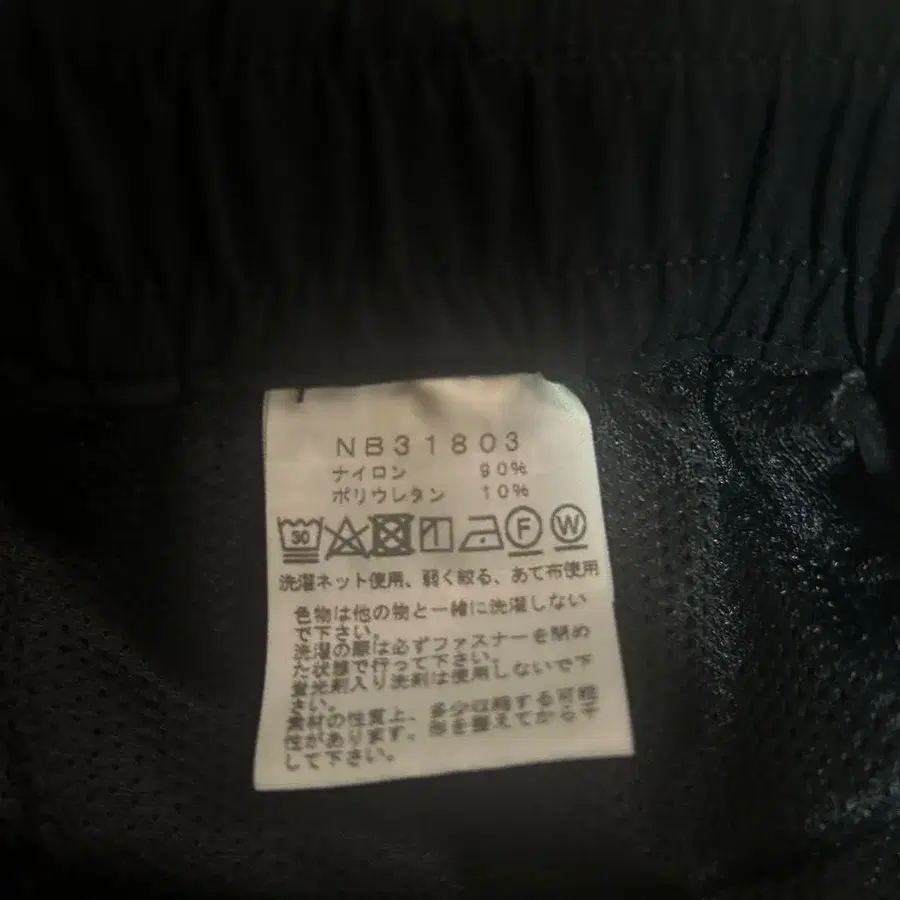 NB31803
ナイロン 90%
ポリウレタン 10%
30 F W
洗濯ネット使用、弱く絞る、あて布使用
色物は他の物と一緒に洗濯しない
で下さい。
洗濯の際は必ずファスナーを閉め
た状態で行って下さい。
蛍光剤入り洗剤は使用しないで下
さい。
素材の性質上、多少収縮する可能
性があります。形を整えてから干
して下さい。